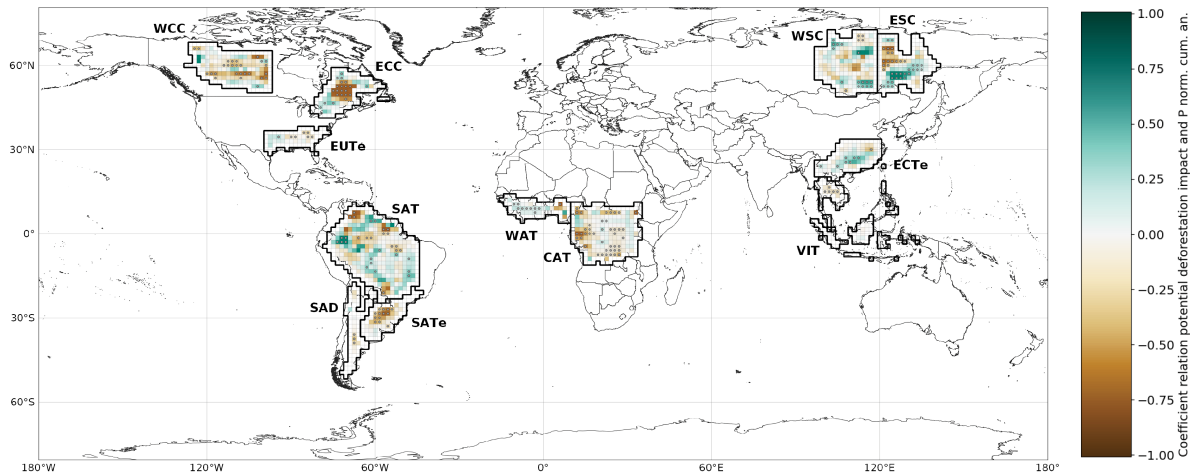 WCC
ECC
EUTe
SAT
SAD
SATe
WAT
CAT
WSC
ESC
ECTe
VIT
60°N
30°N
0°
30°S
60°S
180°W
120°W
60°W
0°
60°E
120°E
180°
1.00
0.75
0.50
0.25
0.00
−0.25
−0.50
−0.75
−1.00
Coefficient relation potential deforestation impact and P norm. cum. an.